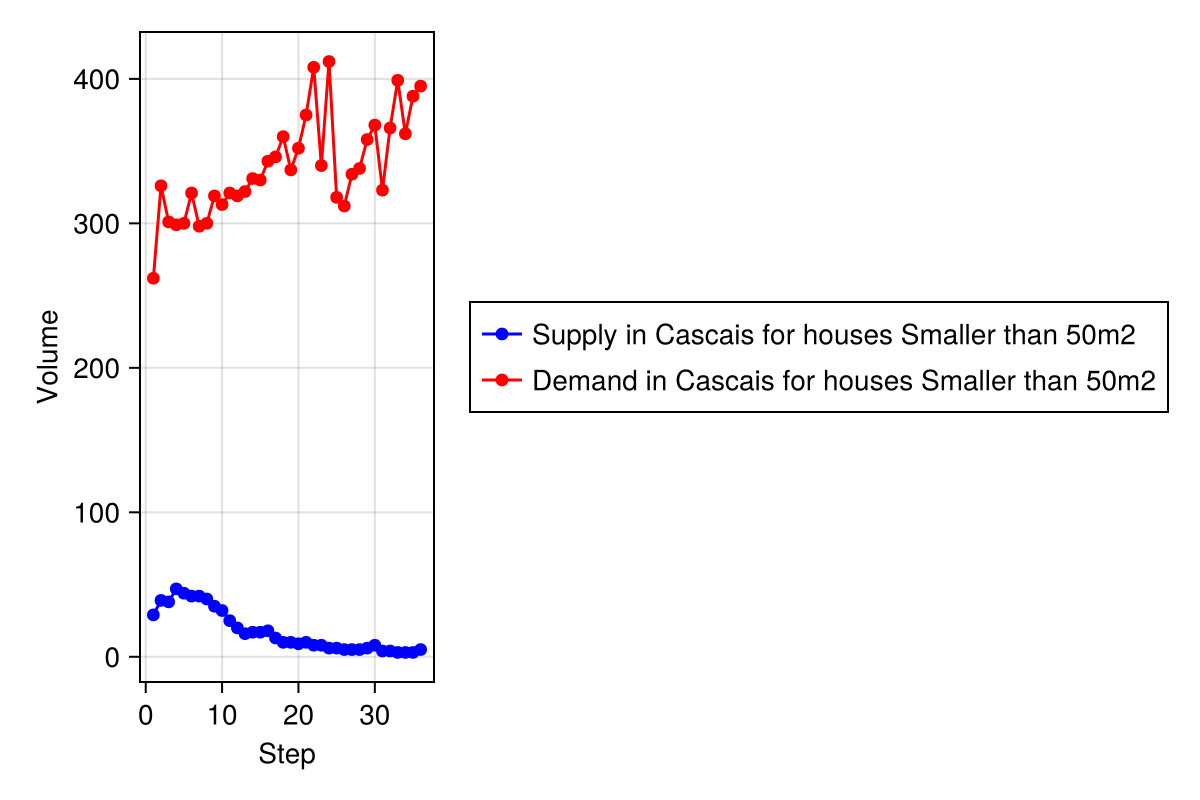 400
300
200
100
0
Volume
0 10 20 30
Step
Supply in Cascais for houses Smaller than 50m2
Demand in Cascais for houses Smaller than 50m2